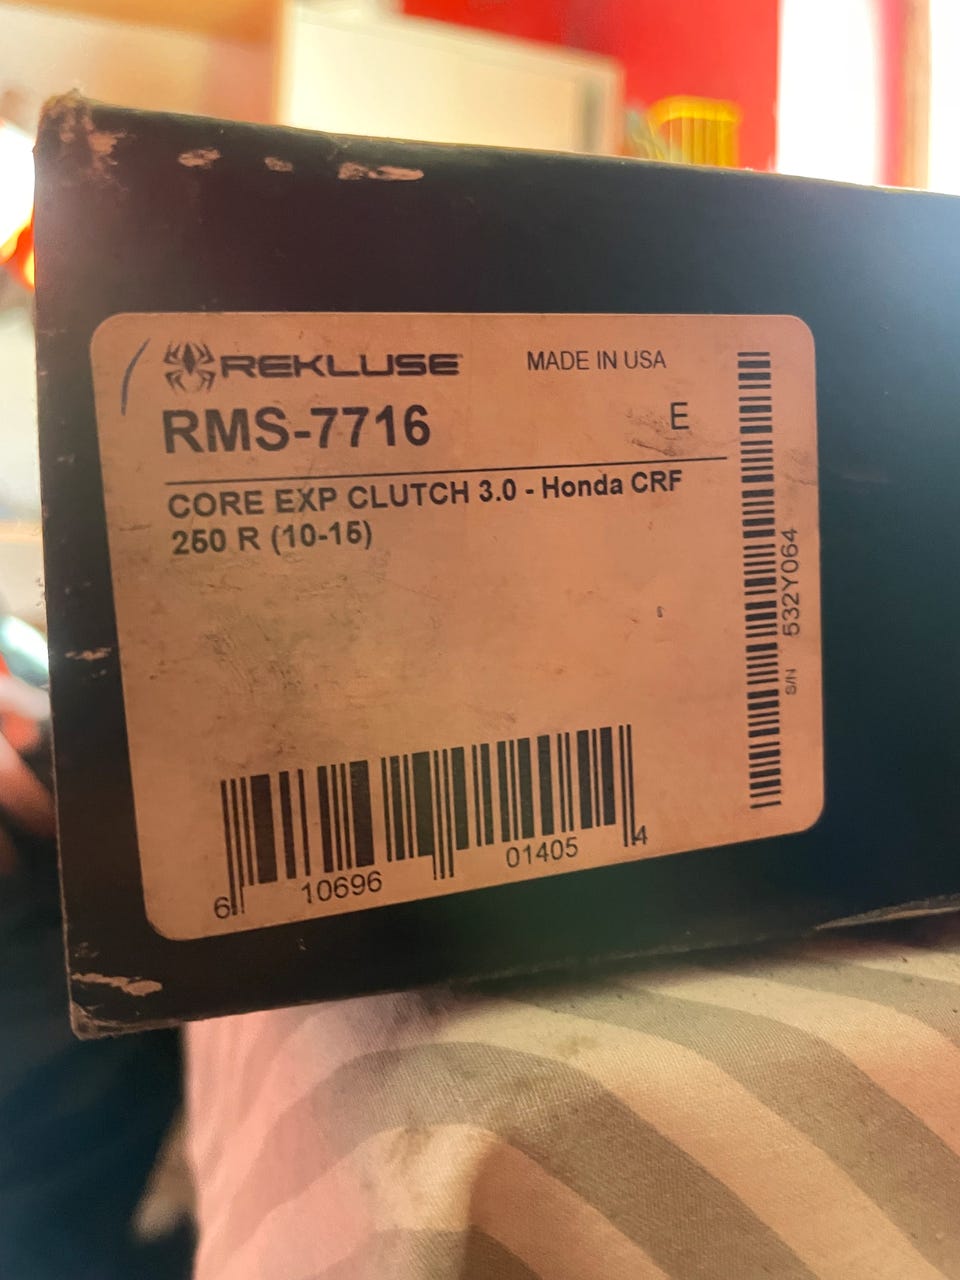 REKLUSE
MADE IN USA
RMS-7716
E
CORE EXP CLUTCH 3.0 - Honda CRF
250 R (10-15)
S/N 532Y064
6 10696 01405 4